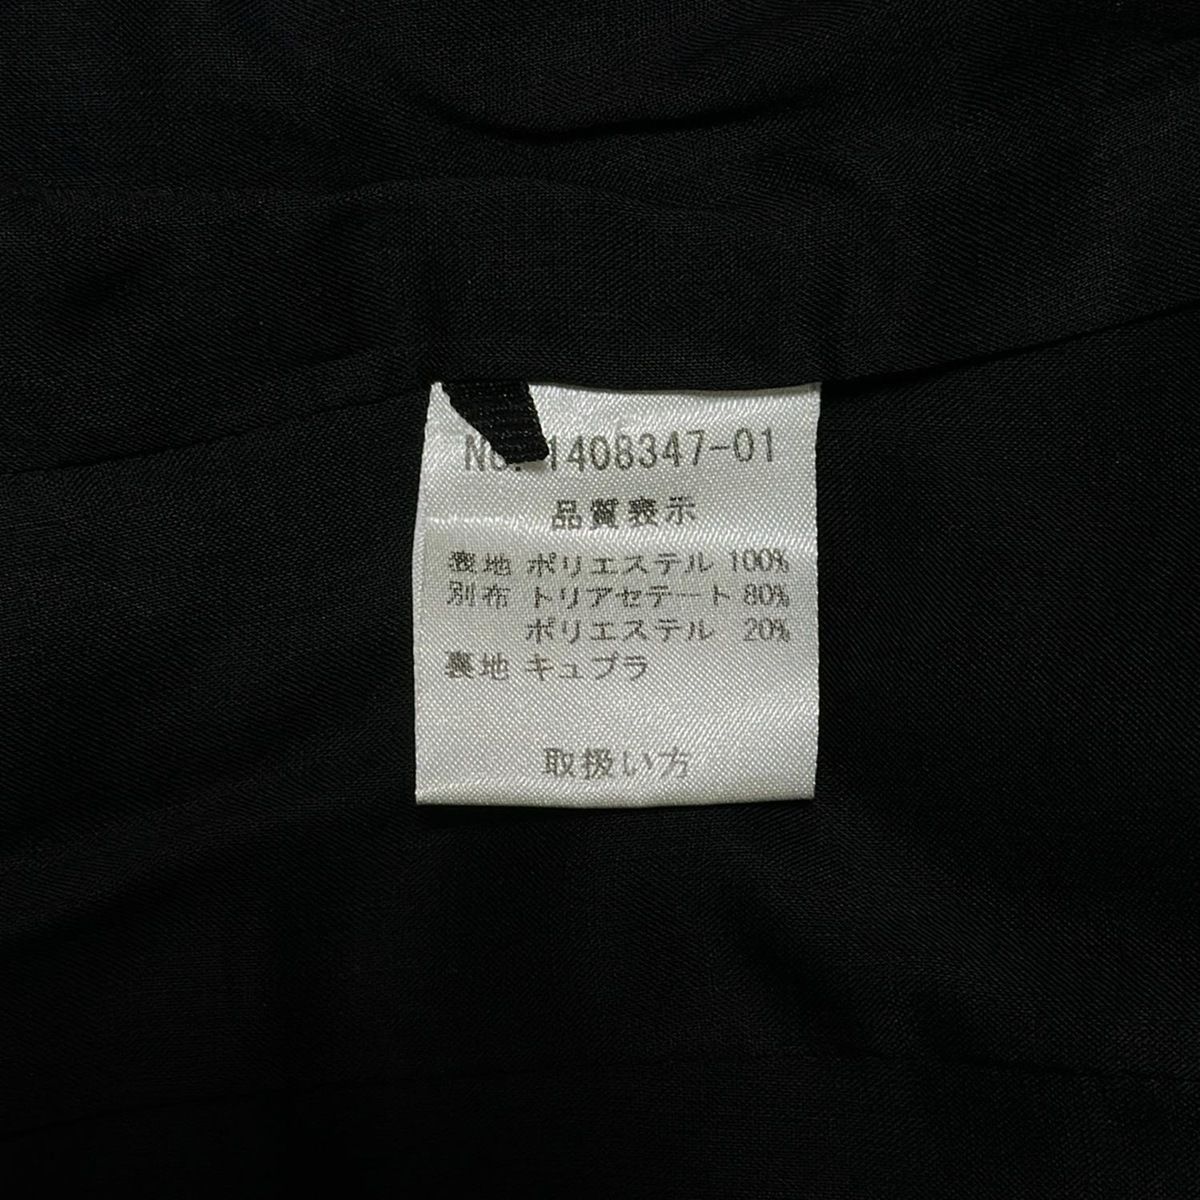 No. 1408347-01
品質表示
表地 ポリエステル 100%
別布 トリアセテート 80%
ポリエステル 20%
裏地 キュプラ
取扱い方